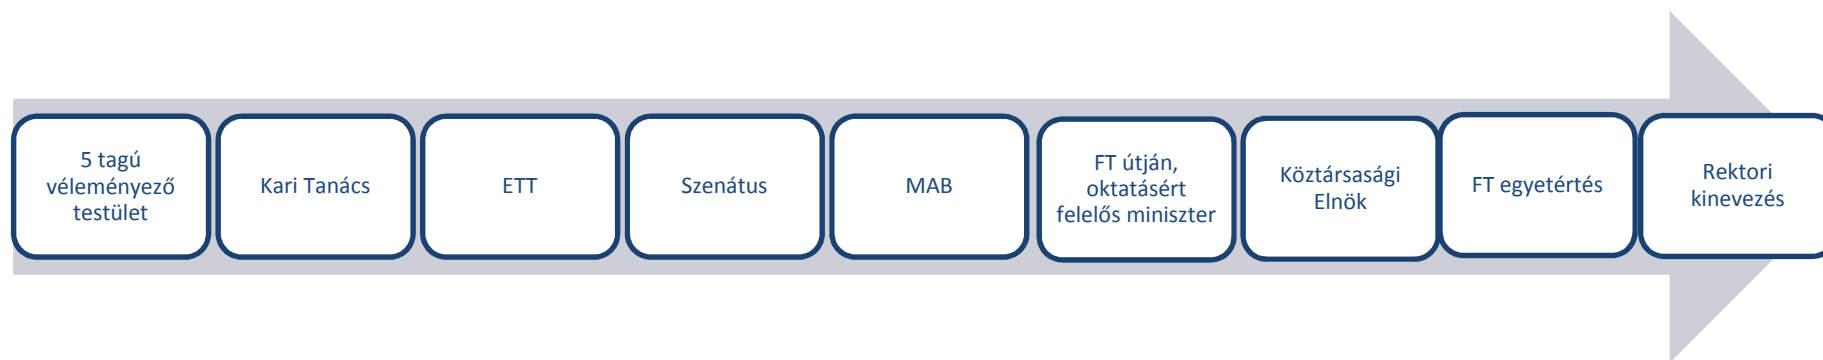 5 tagú
véleményező
testület
Kari Tanács
ETT
Szenátus
MAB
FT útján,
oktatásért
felelős miniszter
Köztársasági
Elnök
FT egyetértés
Rektori
kinevezés